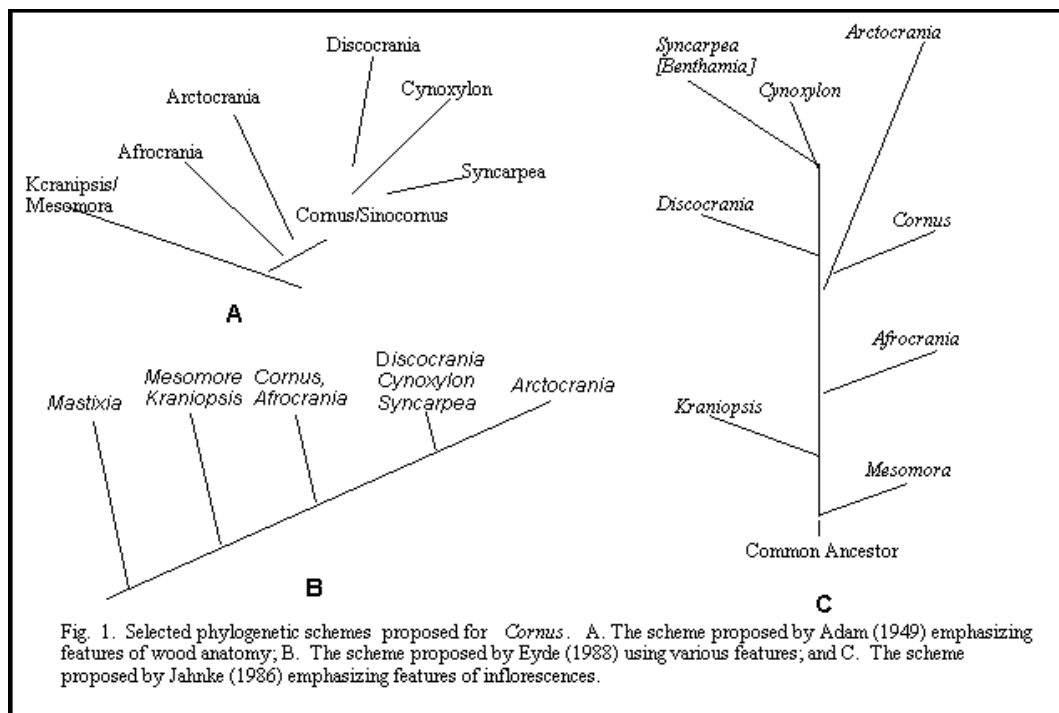 Discocrania
Cynoxylon
Arctocrania
Afrocrania
Syncarpea
Kcranipsis/
Mesomora
Cornus/Sinocornus
A
Mastixia
Mesomore
Kraniopsis
Cornus,
Afrocrania
Discocrania
Cynoxylon
Syncarpea
Arctocrania
B
Syncarpea
[Benthamia]
Cynoxylon
Arctocrania
Discocrania
Cornus
Afrocrania
Kraniopsis
Mesomora
Common Ancestor
C
Fig. 1. Selected phylogenetic schemes proposed for Cornus. A. The scheme proposed by Adam (1949) emphasizing
features of wood anatomy; B. The scheme proposed by Eyde (1988) using various features; and C. The scheme
proposed by Jahnke (1986) emphasizing features of inflorescences.